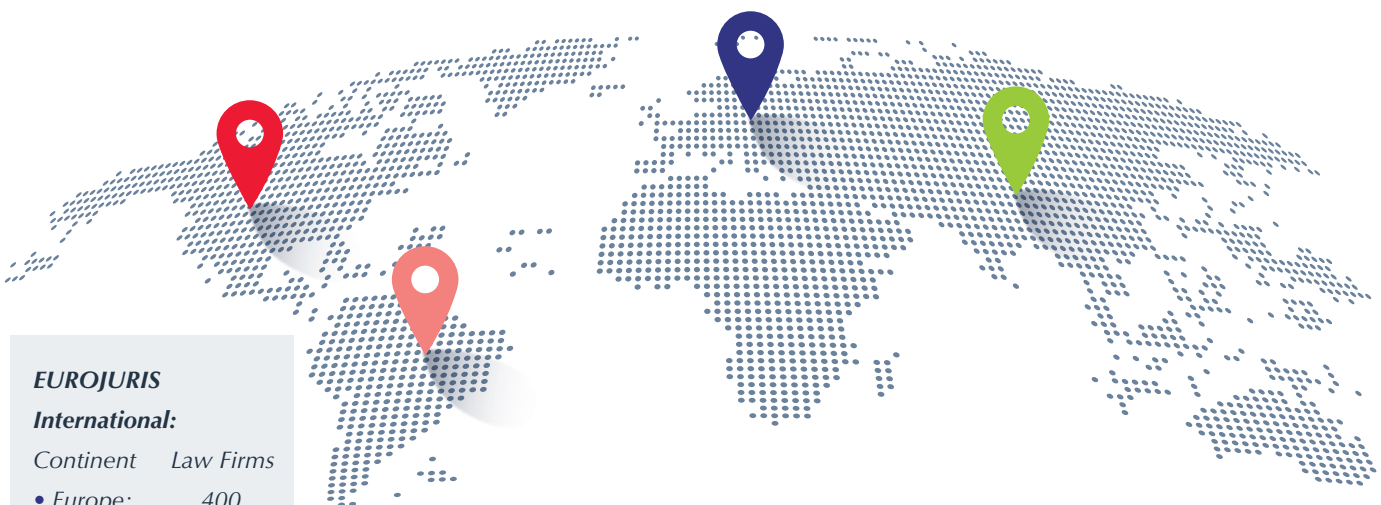 EUROJURIS
International:
Continent Law Firms
• Europe: 400